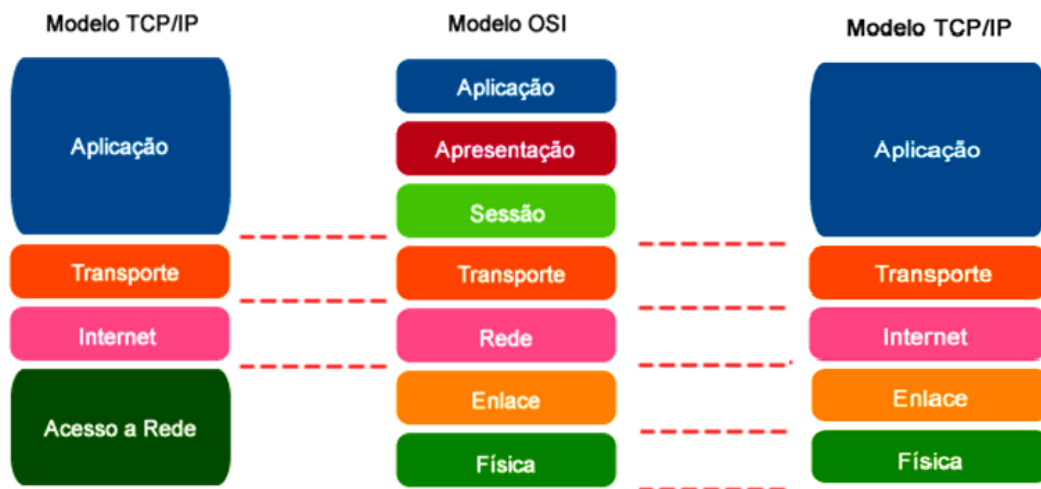 Modelo TCP/IP
Aplicação
Transporte
Internet
Acesso a Rede
Modelo OSI
Aplicação
Apresentação
Sessão
Transporte
Rede
Enlace
Física
Modelo TCP/IP
Aplicação
Transporte
Internet
Enlace
Física